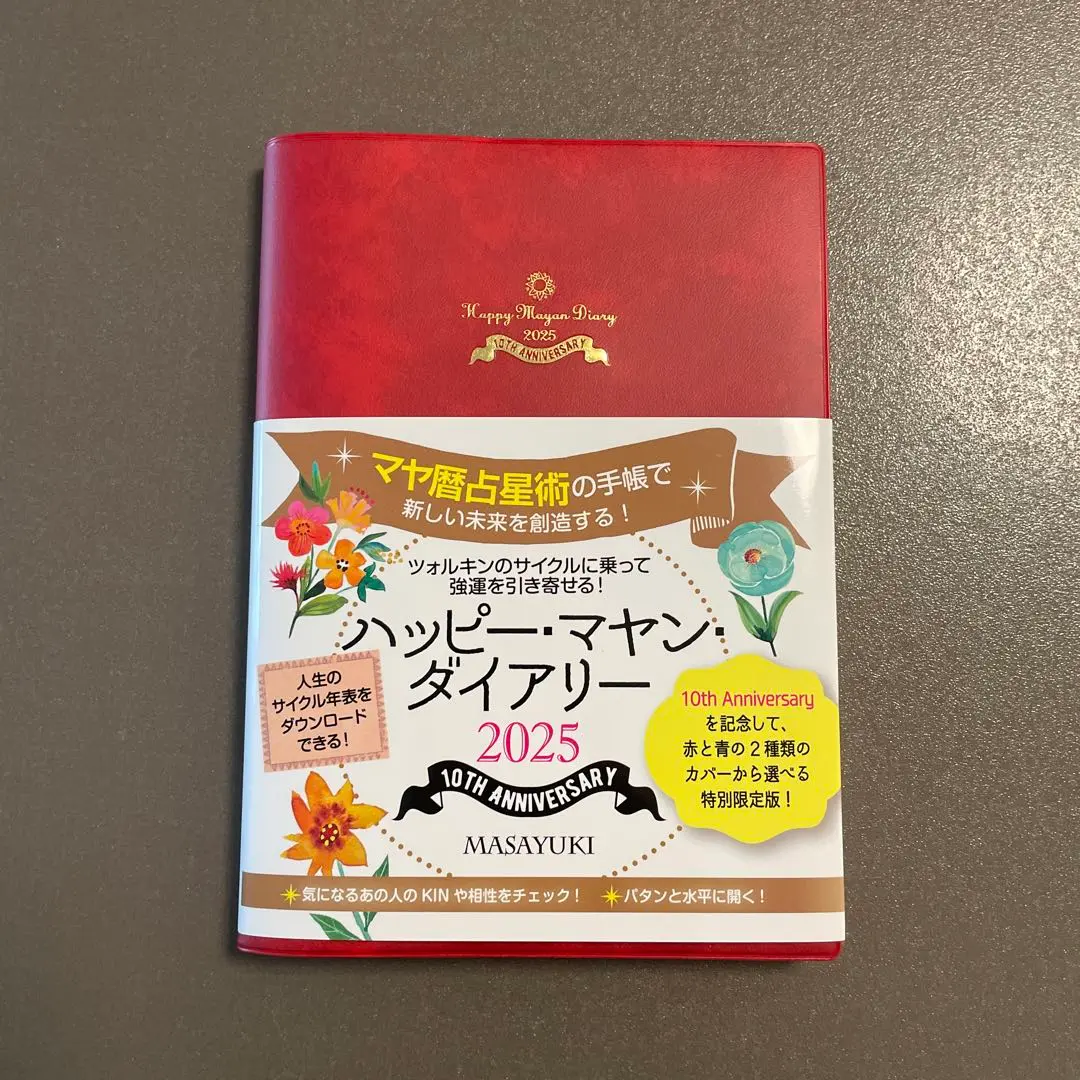 Happy Mayan Diary
2025
10TH ANNIVERSARY
マヤ暦占星術の手帳で
新しい未来を創造する！
ツォルキンのサイクルに乗って
強運を引き寄せる！
ハッピー・マヤン・
ダイアリー
2025
10TH ANNIVERSARY
MASAYUKI
人生の
サイクル年表を
ダウンロード
できる！
10th Anniversary
を記念して、
赤と青の2種類の
カバーから選べる
特別限定版！
気になるあの人のKINや相性をチェック！ パタンと水平に開く！